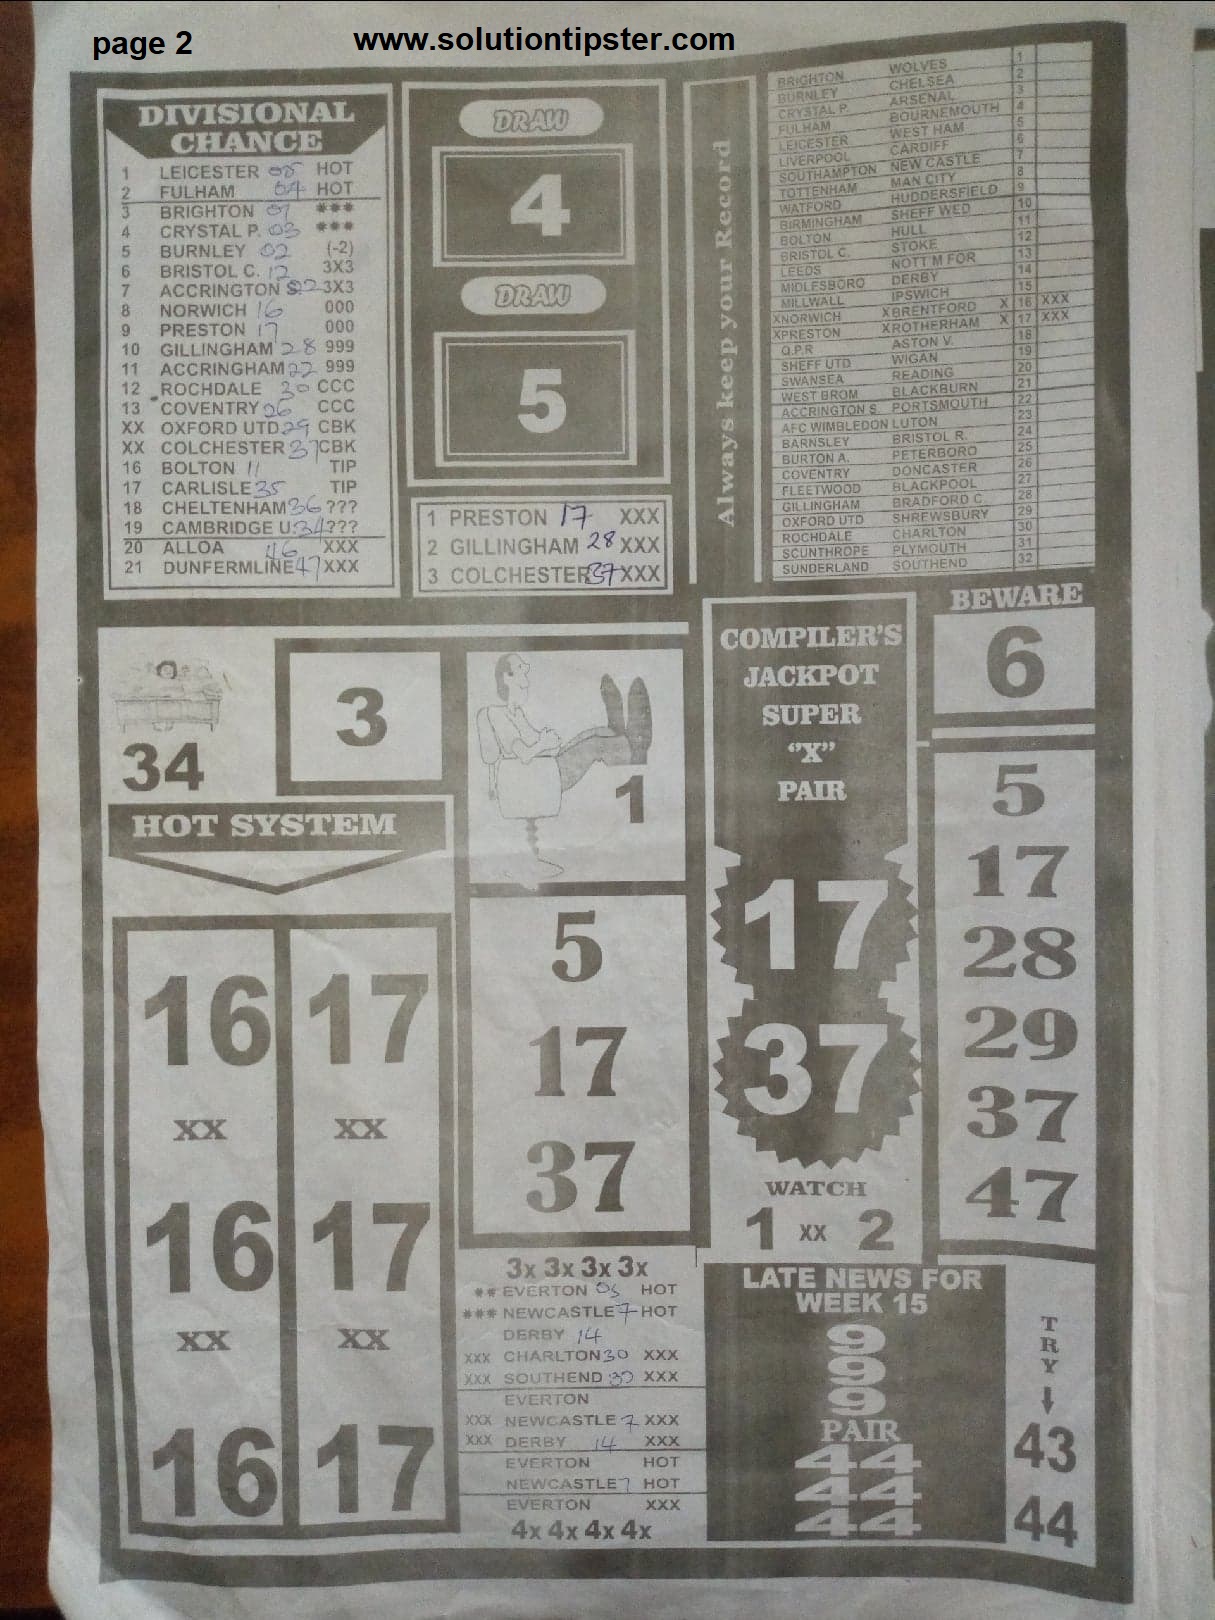 page 2
www.solutiontipster.com
DIVISIONAL
CHANCE
1 LEICESTER 05 HOT
2 FULHAM 04 HOT
3 BRIGHTON 01 ***
4 CRYSTAL P. 03 ***
5 BURNLEY 02 (-2)
6 BRISTOL C. 12 3X3
7 ACCRINGTON S. 22 3X3
8 NORWICH 16 000
9 PRESTON 17 000
10 GILLINGHAM 28 999
11 ACCRINGHAM 22 999
12 ROCHDALE 30 CCC
13 COVENTRY 26 CCC
XX OXFORD UTD 29 CBK
XX COLCHESTER 37 CBK
16 BOLTON 11 TIP
17 CARLISLE 35 TIP
18 CHELTENHAM 36 ???
19 CAMBRIDGE U. 34 ???
20 ALLOA 46 XXX
21 DUNFERMLINE 47 XXX
DRAW
4
DRAW
5
1 PRESTON 17 XXX
2 GILLINGHAM 28 XXX
3 COLCHESTER 37 XXX
Always keep your Record
BRIGHTON WOLVES 1
BURNLEY CHELSEA 2
CRYSTAL P. ARSENAL 3
FULHAM BOURNEMOUTH 4
LEICESTER WEST HAM 5
LIVERPOOL CARDIFF 6
SOUTHAMPTON NEW CASTLE 7
TOTTENHAM MAN CITY 8
WATFORD HUDDERSFIELD 9
BIRMINGHAM SHEFF WED 10
BOLTON HULL 11
BRISTOL C. STOKE 12
LEEDS NOTT M FOR 13
MIDLESBORO DERBY 14
MILLWALL IPSWICH 15
XNORWICH XBRENTFORD X 16 XXX
XPRESTON XROTHERHAM X 17 XXX
Q.P.R ASTON V. 18
SHEFF UTD WIGAN 19
SWANSEA READING 20
WEST BROM BLACKBURN 21
ACCRINGTON S. PORTSMOUTH 22
AFC WIMBLEDON LUTON 23
BARNSLEY BRISTOL R. 24
BURTON A. PETERBORO 25
COVENTRY DONCASTER 26
FLEETWOOD BLACKPOOL 27
GILLINGHAM BRADFORD C. 28
OXFORD UTD SHREWSBURY 29
ROCHDALE CHARLTON 30
SCUNTHROPE PLYMOUTH 31
SUNDERLAND SOUTHEND 32
34
3
1
HOT SYSTEM
16 17
XX XX
16 17
XX XX
16 17
5
17
37
3x 3x 3x 3x
** EVERTON HOT
*** NEWCASTLE 7 HOT
DERBY 14
XXX CHARLTON 30 XXX
XXX SOUTHEND XXX
EVERTON
XXX NEWCASTLE 7 XXX
XXX DERBY 14 XXX
EVERTON HOT
NEWCASTLE 7 HOT
EVERTON XXX
4x 4x 4x 4x
COMPILER'S
JACKPOT
SUPER
"X"
PAIR
17
37
WATCH
1 XX 2
BEWARE
6
5
17
28
29
37
47
LATE NEWS FOR
WEEK 15
9
9
9
PAIR
44
44
44
TRY
43
44